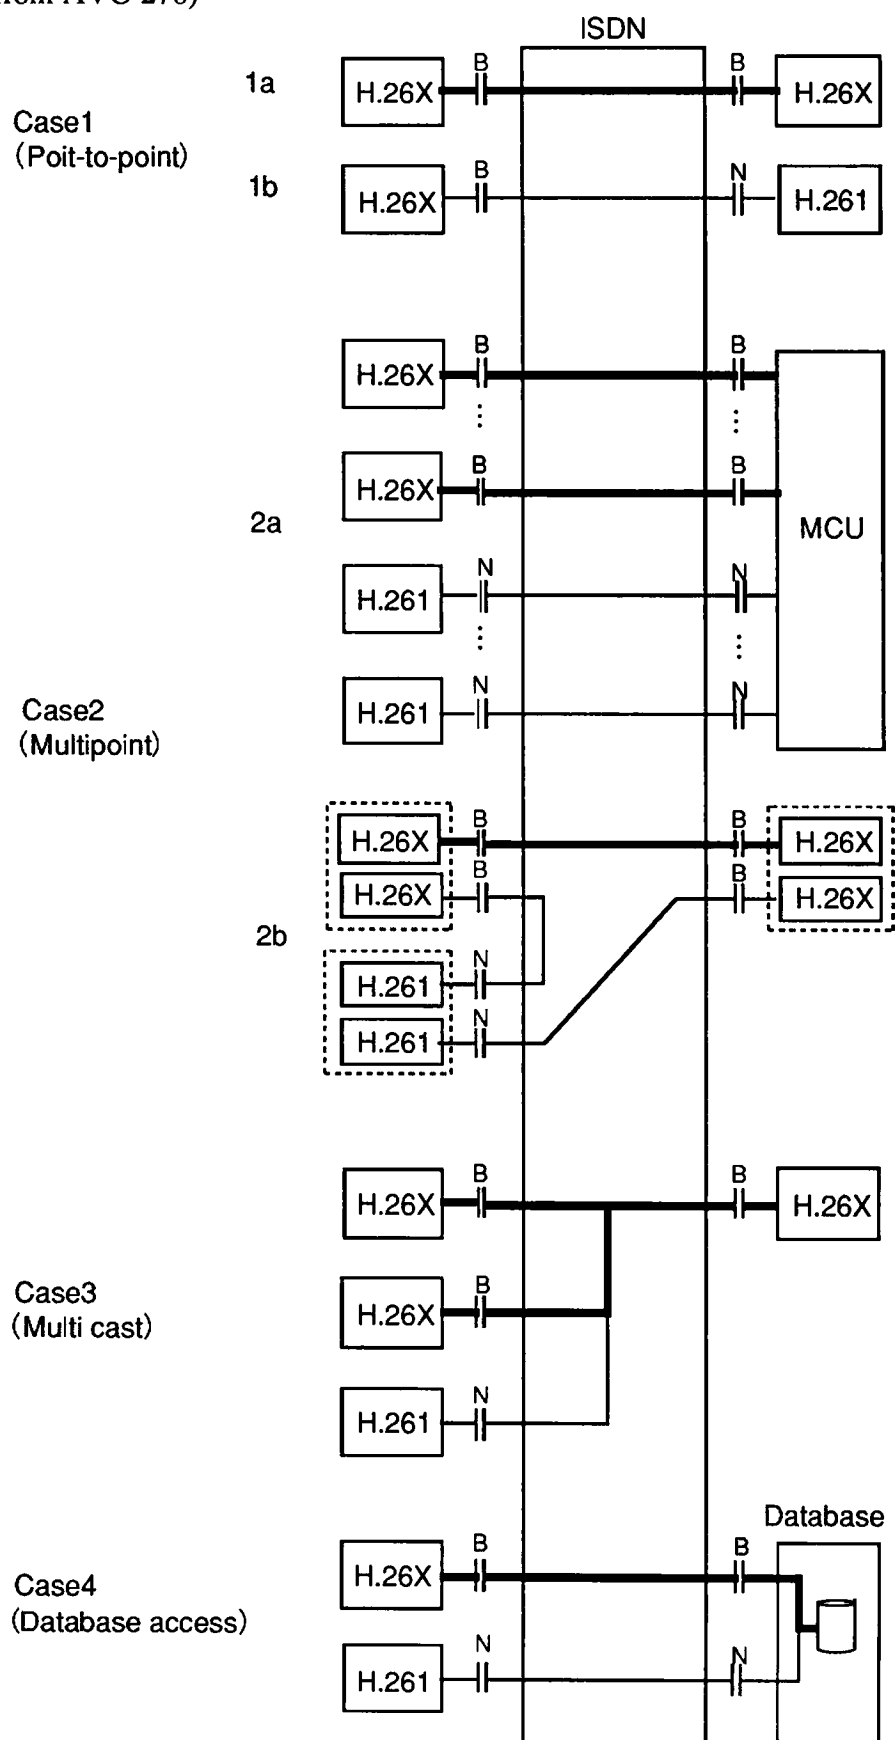 ISDN
1a
H.26X
B
B
H.26X
Case1
(Poit-to-point)
1b
H.26X
B
N
H.261
H.26X
B
B
H.26X
B
B
2a
MCU
H.261
N
N
H.261
N
N
Case2
(Multipoint)
H.26X
B
B
H.26X
H.26X
B
B
H.26X
2b
H.261
N
H.261
N
H.26X
B
B
H.26X
Case3
(Multi cast)
H.26X
B
H.261
N
Database
H.26X
B
B
Case4
(Database access)
H.261
N
N